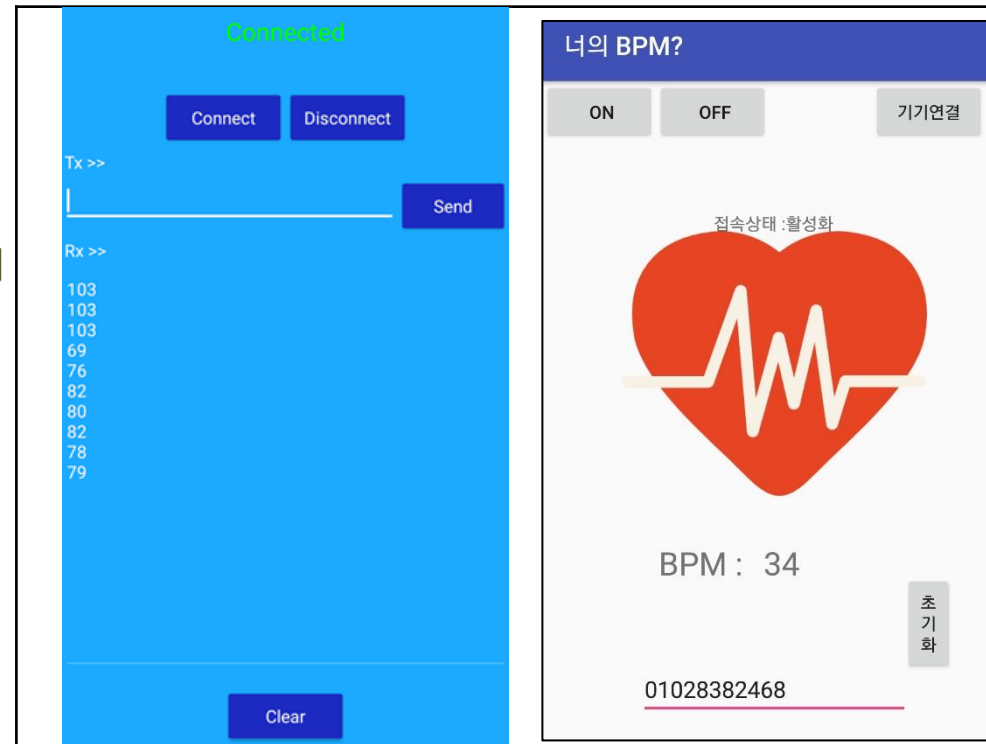 Connected
Connect Disconnect
Tx >>
Send
Rx >>
103
103
103
69
76
82
80
82
78
79
Clear
너의 BPM?
ON OFF 기기연결
접속상태 :활성화
BPM : 34
초
기
화
01028382468